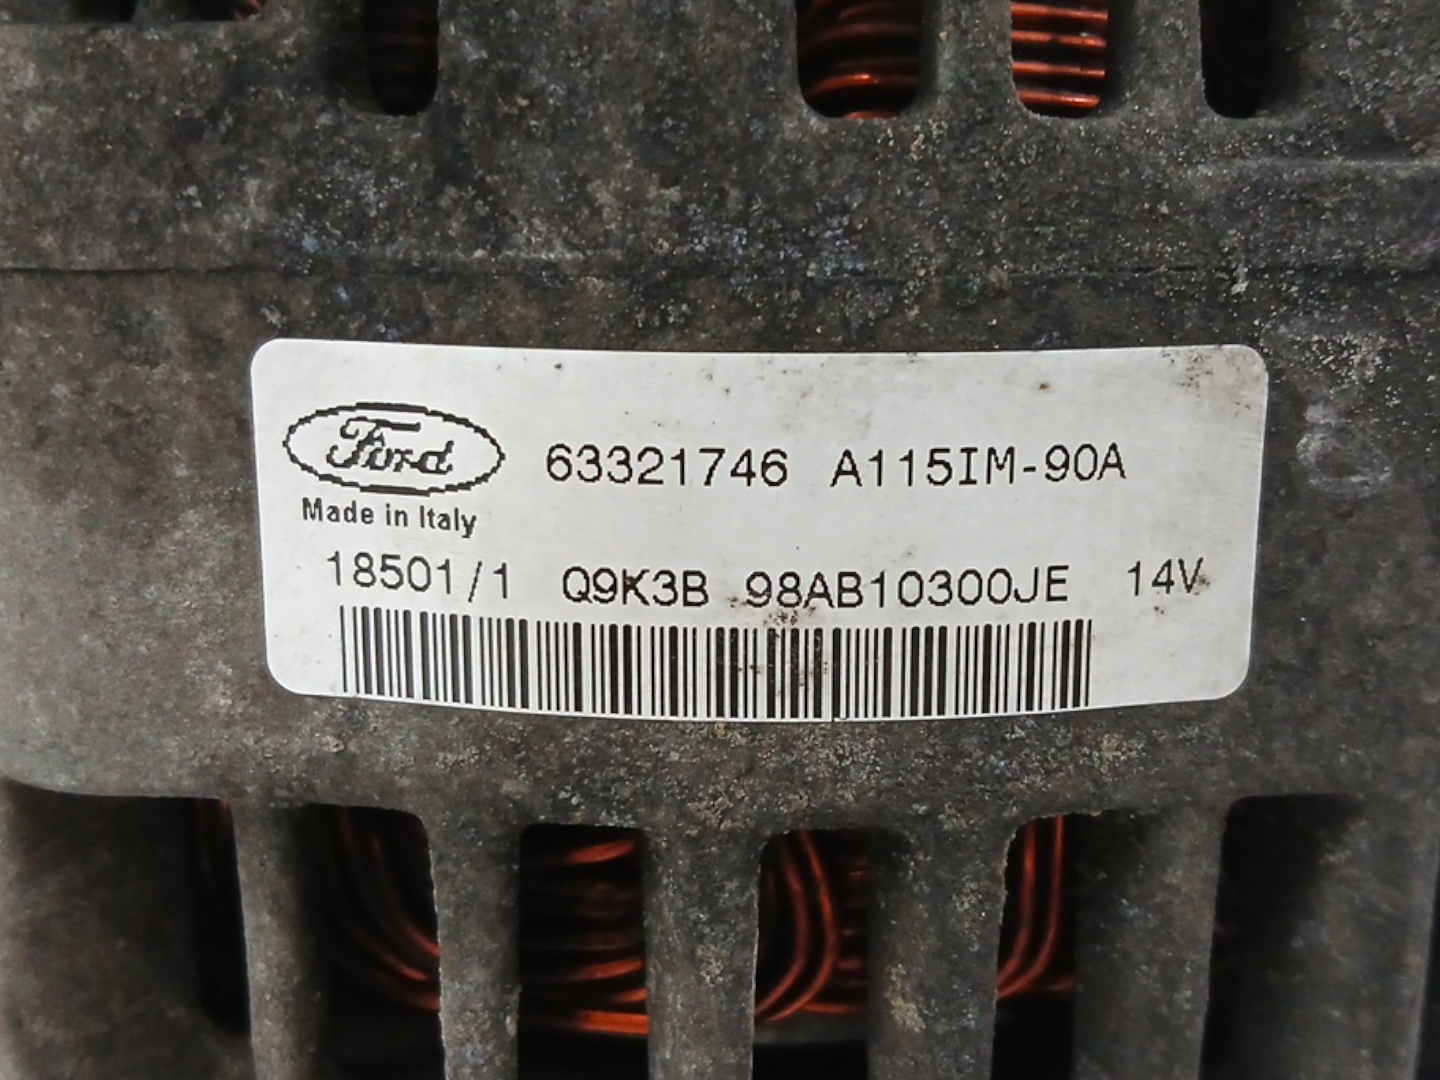 Ford 63321746 A115IM-90A
Made in Italy
18501/1 Q9K3B 98AB10300JE 14V